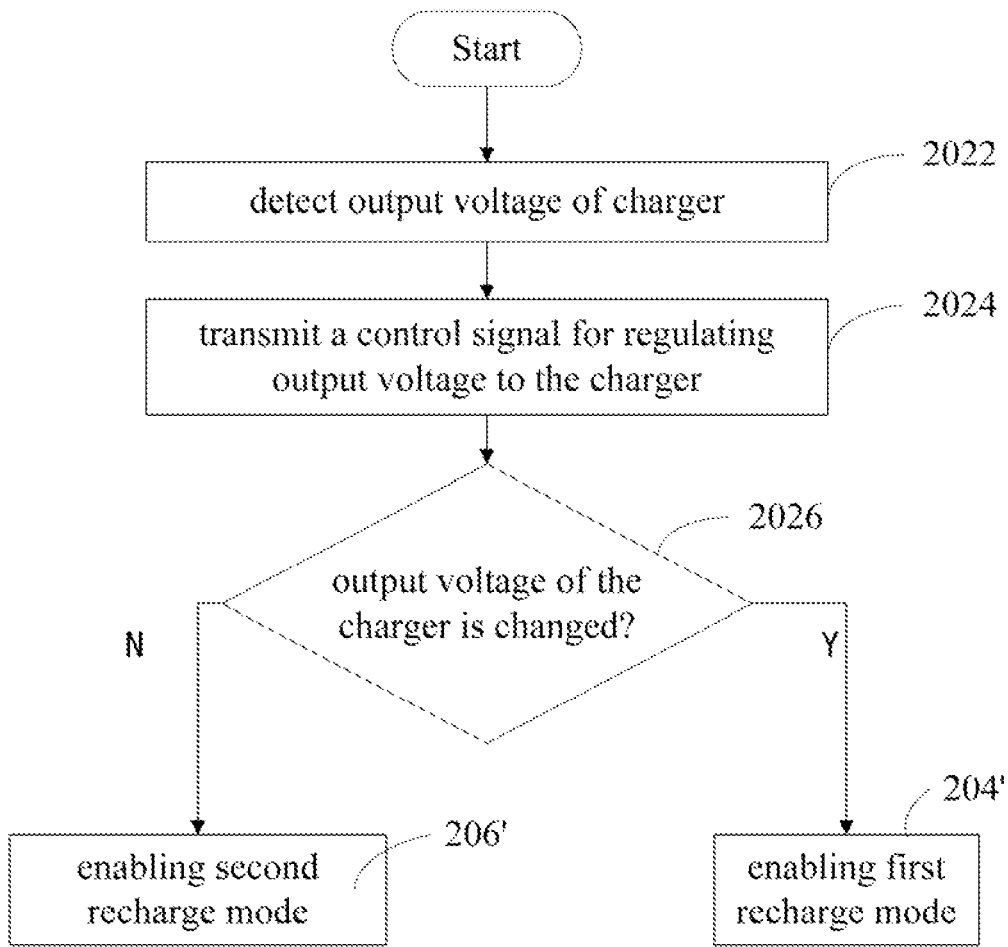 Start
2022
detect output voltage of charger
2024
transmit a control signal for regulating
output voltage to the charger
2026
output voltage of the
charger is changed?
N
Y
204'
206'
enabling second
recharge mode
enabling first
recharge mode